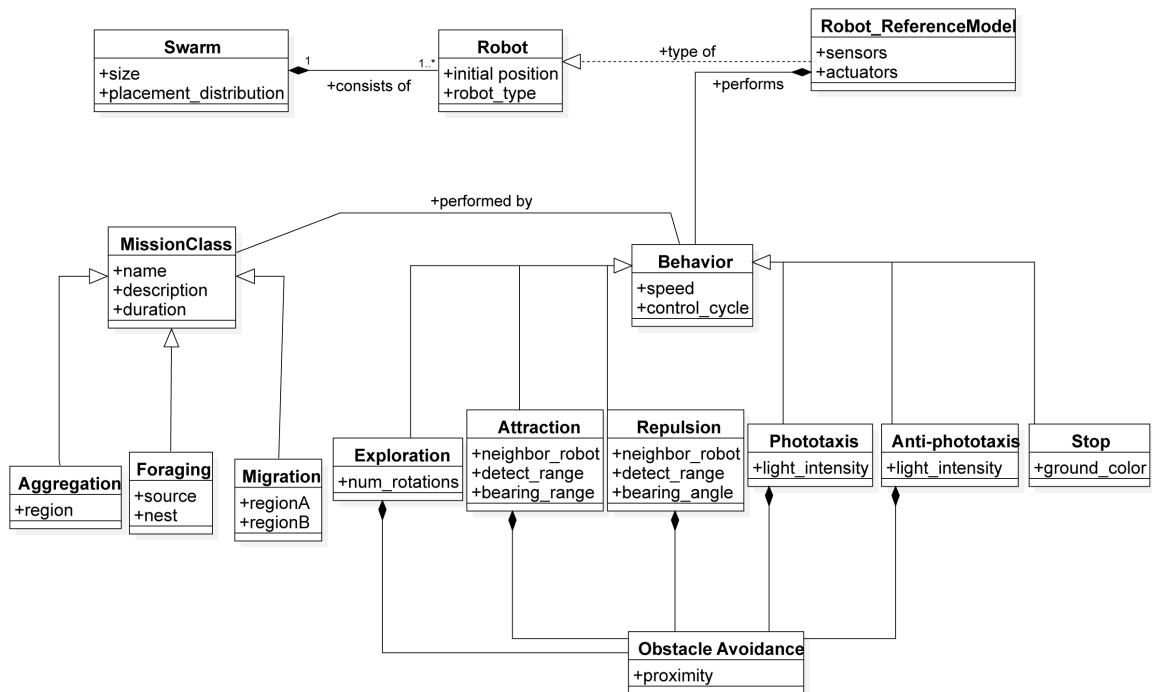 Swarm
+size
+placement_distribution
1
1..*
+consists of
Robot
+initial position
+robot_type
+type of
Robot_ReferenceModel
+sensors
+actuators
+performs
+performed by
MissionClass
+name
+description
+duration
Behavior
+speed
+control_cycle
Aggregation
+region
Foraging
+source
+nest
Migration
+regionA
+regionB
Exploration
+num_rotations
Attraction
+neighbor_robot
+detect_range
+bearing_range
Repulsion
+neighbor_robot
+detect_range
+bearing_angle
Phototaxis
+light_intensity
Anti-phototaxis
+light_intensity
Stop
+ground_color
Obstacle Avoidance
+proximity